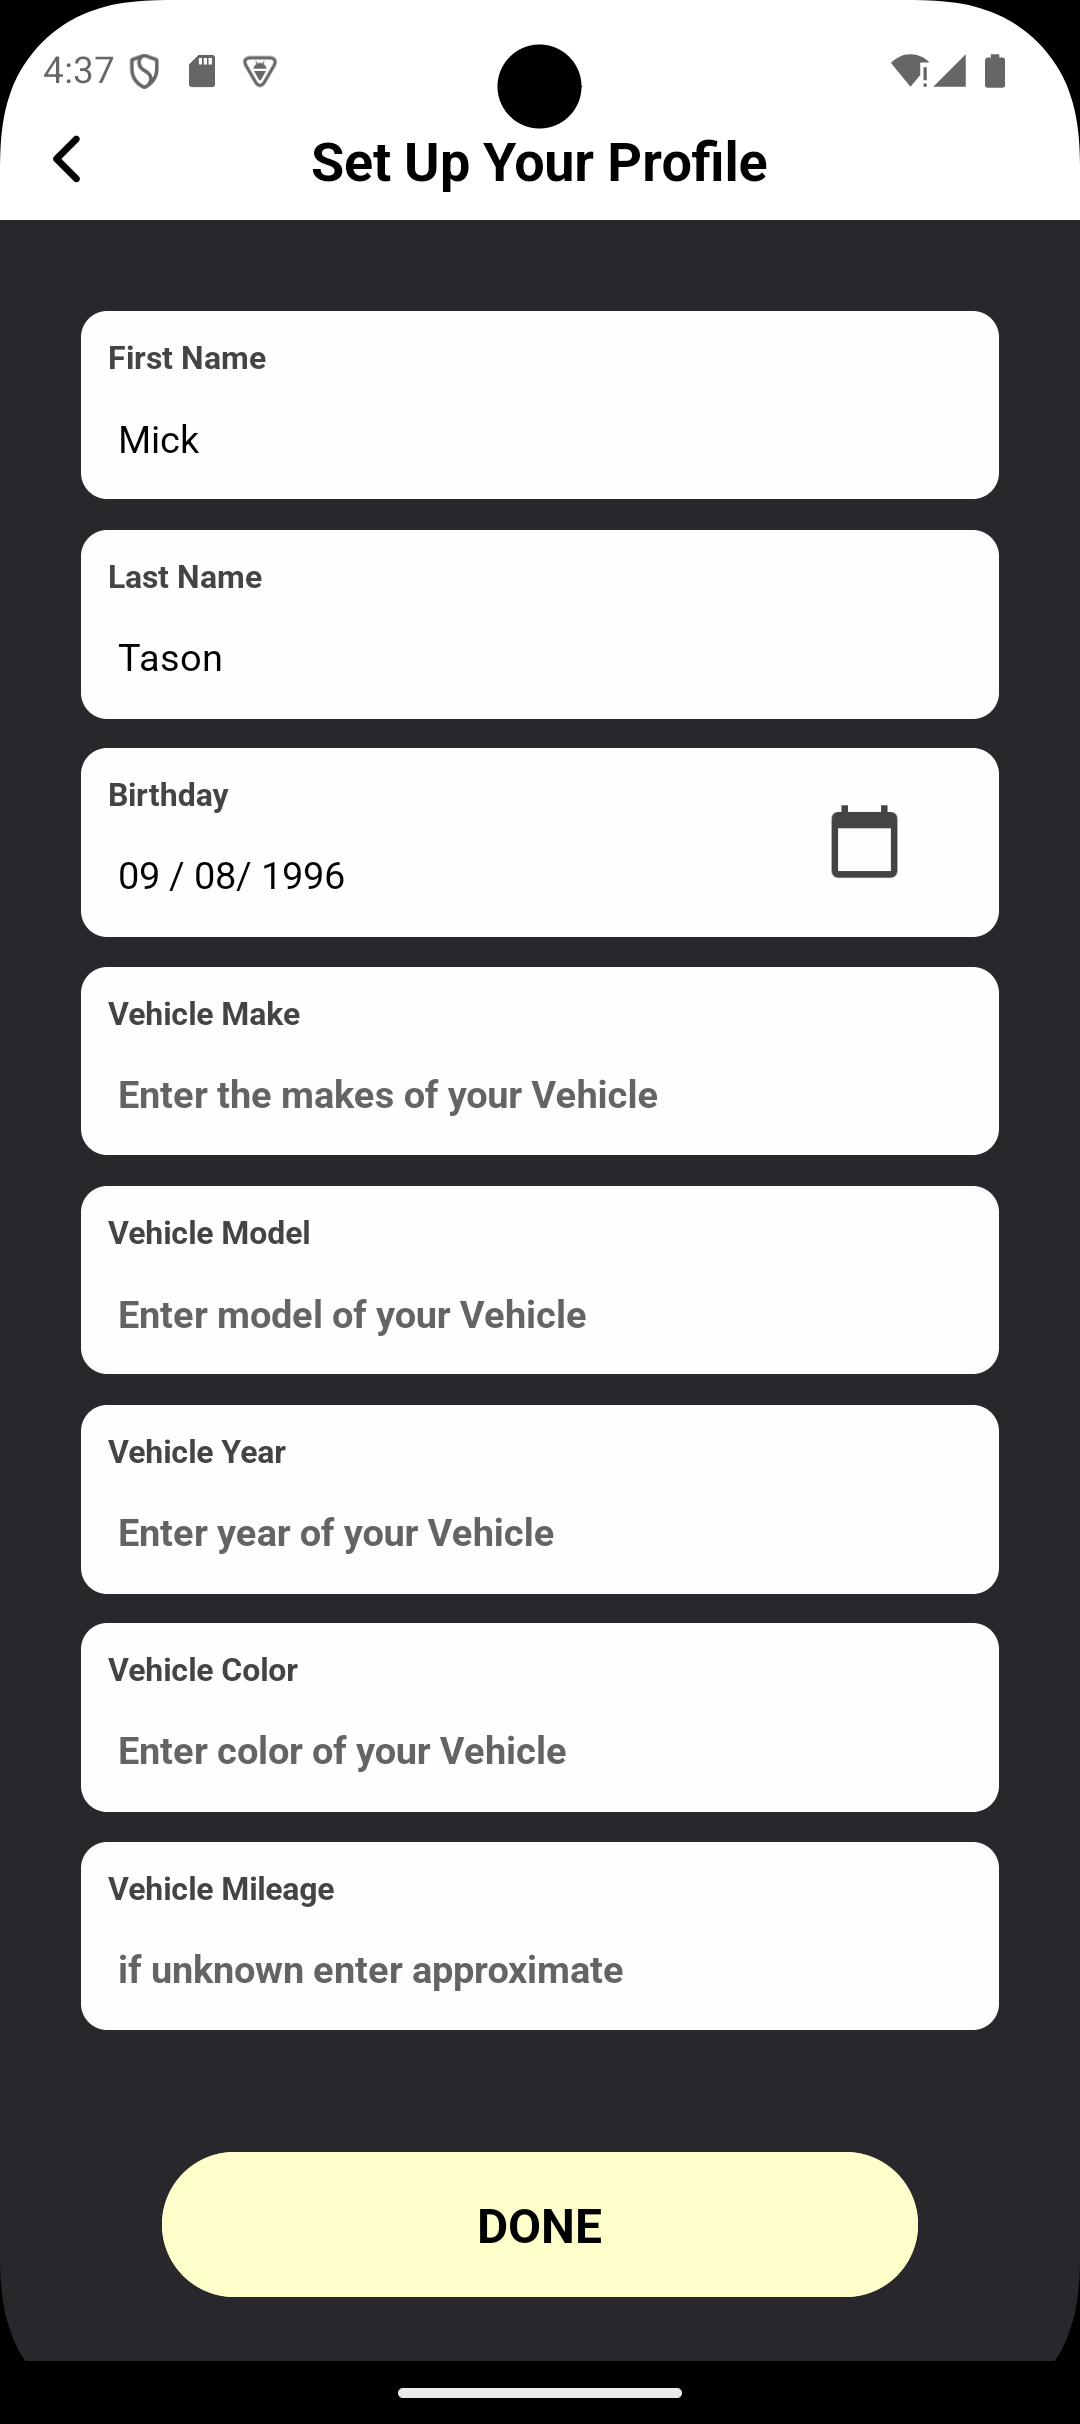 4:37
Set Up Your Profile
First Name
Mick
Last Name
Tason
Birthday
09 / 08/ 1996
Vehicle Make
Enter the makes of your Vehicle
Vehicle Model
Enter model of your Vehicle
Vehicle Year
Enter year of your Vehicle
Vehicle Color
Enter color of your Vehicle
Vehicle Mileage
if unknown enter approximate
DONE